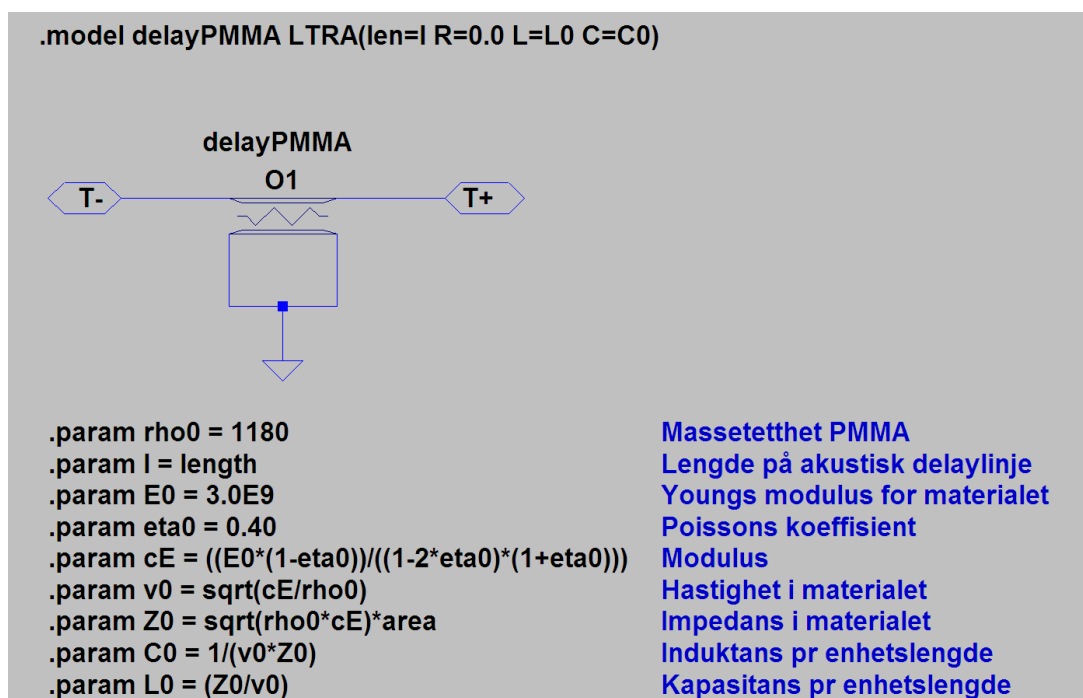 .model delayPMMA LTRA(len=l R=0.0 L=L0 C=C0)
delayPMMA
O1
T-
T+
.param rho0 = 1180 Massetetthet PMMA
.param l = length Lengde på akustisk delaylinje
.param E0 = 3.0E9 Youngs modulus for materialet
.param eta0 = 0.40 Poissons koeffisient
.param cE = ((E0*(1-eta0))/((1-2*eta0)*(1+eta0))) Modulus
.param v0 = sqrt(cE/rho0) Hastighet i materialet
.param Z0 = sqrt(rho0*cE)*area Impedans i materialet
.param C0 = 1/(v0*Z0) Induktans pr enhetslengde
.param L0 = (Z0/v0) Kapasitans pr enhetslengde